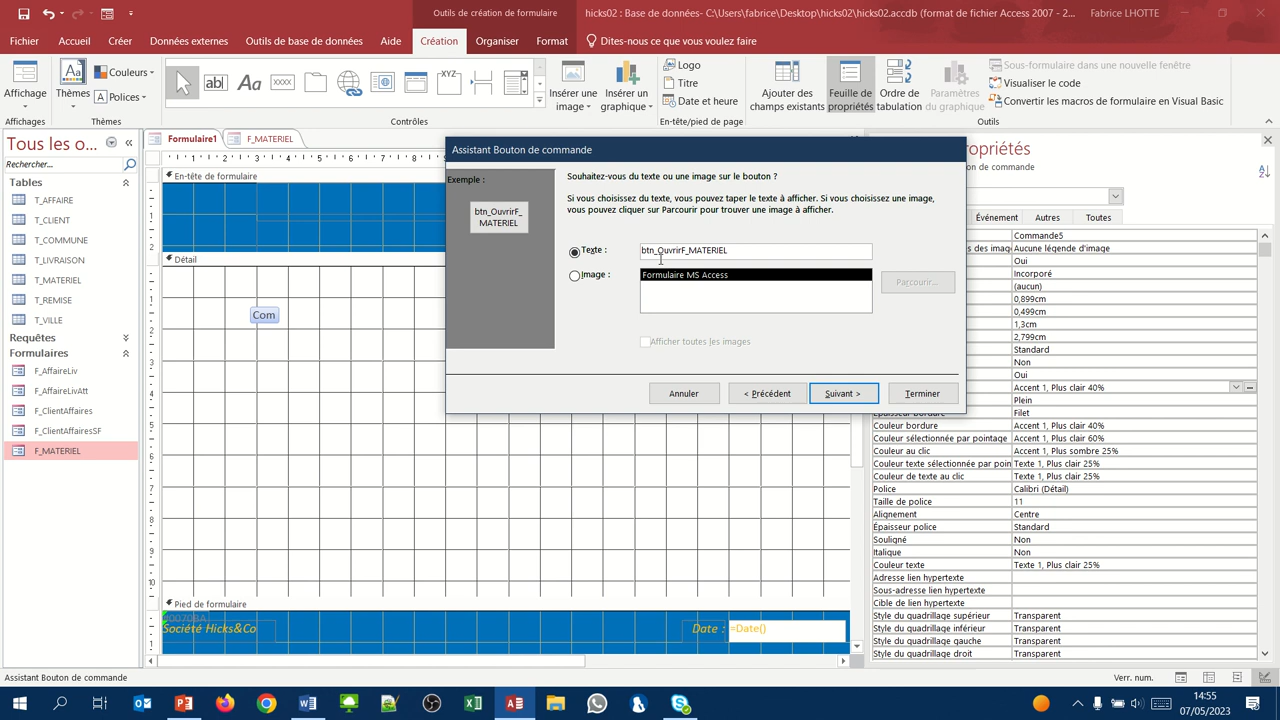 Outils de création de formulaire
hicks02 : Base de données- C:\Users\fabrice\Desktop\hicks02\hicks02.accdb (format de fichier Access 2007 - 2...
Fabrice LHOTTE
Fichier
Accueil
Créer
Données externes
Outils de base de données
Aide
Création
Organiser
Format
Dites-nous ce que vous voulez faire
Affichage
Thèmes
Couleurs
Polices
ab|
Aa
XXXX
XYZ
Insérer une
image
Insérer un
graphique
Logo
Titre
Date et heure
Ajouter des
champs existants
Feuille de
propriétés
Ordre de
tabulation
Paramètres
du graphique
Sous-formulaire dans une nouvelle fenêtre
Visualiser le code
Convertir les macros de formulaire en Visual Basic
Affichages
Thèmes
Contrôles
En-tête/pied de page
Outils
Tous les o...
Rechercher...
Tables
T_AFFAIRE
T_CLIENT
T_COMMUNE
T_LIVRAISON
T_MATERIEL
T_REMISE
T_VILLE
Requêtes
Formulaires
F_AffaireLiv
F_AffaireLivAtt
F_ClientAffaires
F_ClientAffairesSF
F_MATERIEL
Formulaire1
F_MATERIEL
En-tête de formulaire
Détail
Com
Pied de formulaire
Société Hicks&Co
Date :
=Date()
Assistant Bouton de commande
Exemple :
btn_OuvrirF_
MATERIEL
Souhaitez-vous du texte ou une image sur le bouton ?
Si vous choisissez du texte, vous pouvez taper le texte à afficher. Si vous choisissez une image,
vous pouvez cliquer sur Parcourir pour trouver une image à afficher.
Texte :
btn_OuvrirF_MATERIEL
Image :
Formulaire MS Access
Parcourir...
Afficher toutes les images
Annuler
< Précédent
Suivant >
Terminer
ropriétés
on de commande
Événement
Autres
Toutes
Commande5
des imag
Aucune légende d'image
Oui
Incorporé
(aucun)
0,899cm
0,499cm
1,3cm
2,799cm
Standard
Non
Oui
Accent 1, Plus clair 40%
Plein
Épaisseur bordure
Filet
Couleur bordure
Accent 1, Plus clair 40%
Couleur sélectionnée par pointage
Accent 1, Plus clair 60%
Couleur au clic
Accent 1, Plus sombre 25%
Couleur texte sélectionnée par poin
Texte 1, Plus clair 25%
Couleur de texte au clic
Texte 1, Plus clair 25%
Police
Calibri (Détail)
Taille de police
11
Alignement
Centre
Épaisseur police
Standard
Souligné
Non
Italique
Non
Couleur texte
Texte 1, Plus clair 25%
Adresse lien hypertexte
Sous-adresse lien hypertexte
Cible de lien hypertexte
Style du quadrillage supérieur
Transparent
Style du quadrillage inférieur
Transparent
Style du quadrillage gauche
Transparent
Style du quadrillage droit
Transparent
Assistant Bouton de commande
Verr. num.
14:55
07/05/2023